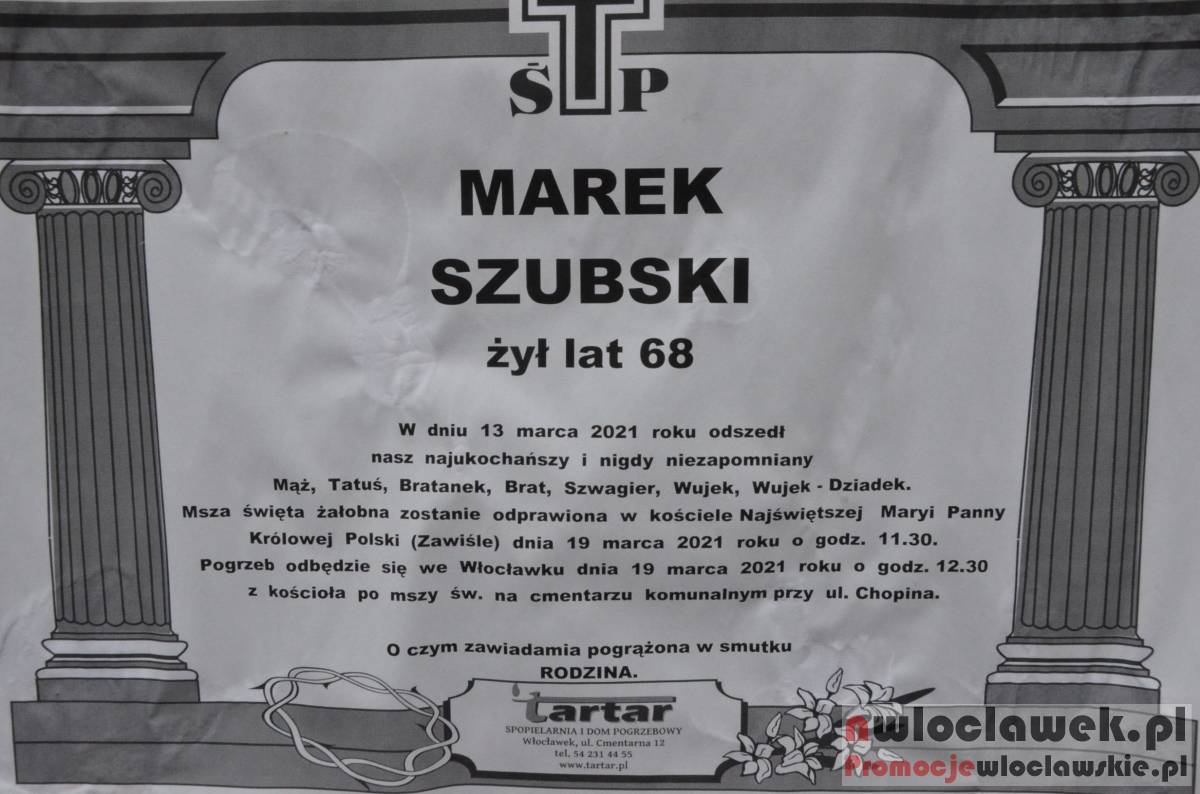 Ś P
MAREK
SZUBSKI
żył lat 68
W dniu 13 marca 2021 roku odszedł
nasz najukochańszy i nigdy niezapomniany
Mąż, Tatuś, Bratanek, Brat, Szwagier, Wujek, Wujek - Dziadek.
Msza święta żałobna zostanie odprawiona w kościele Najświętszej Maryi Panny
Królowej Polski (Zawiśle) dnia 19 marca 2021 roku o godz. 11.30.
Pogrzeb odbędzie się we Włocławku dnia 19 marca 2021 roku o godz. 12.30
z kościoła po mszy św. na cmentarzu komunalnym przy ul. Chopina.
O czym zawiadamia pogrążona w smutku
RODZINA.
tartar
SPOPIELARNIA I DOM POGRZEBOWY
Włocławek, ul. Cmentarna 12
tel. 54 231 44 55
www.tartar.pl
nwloclawek.pl
Promocjewloclawskie.pl